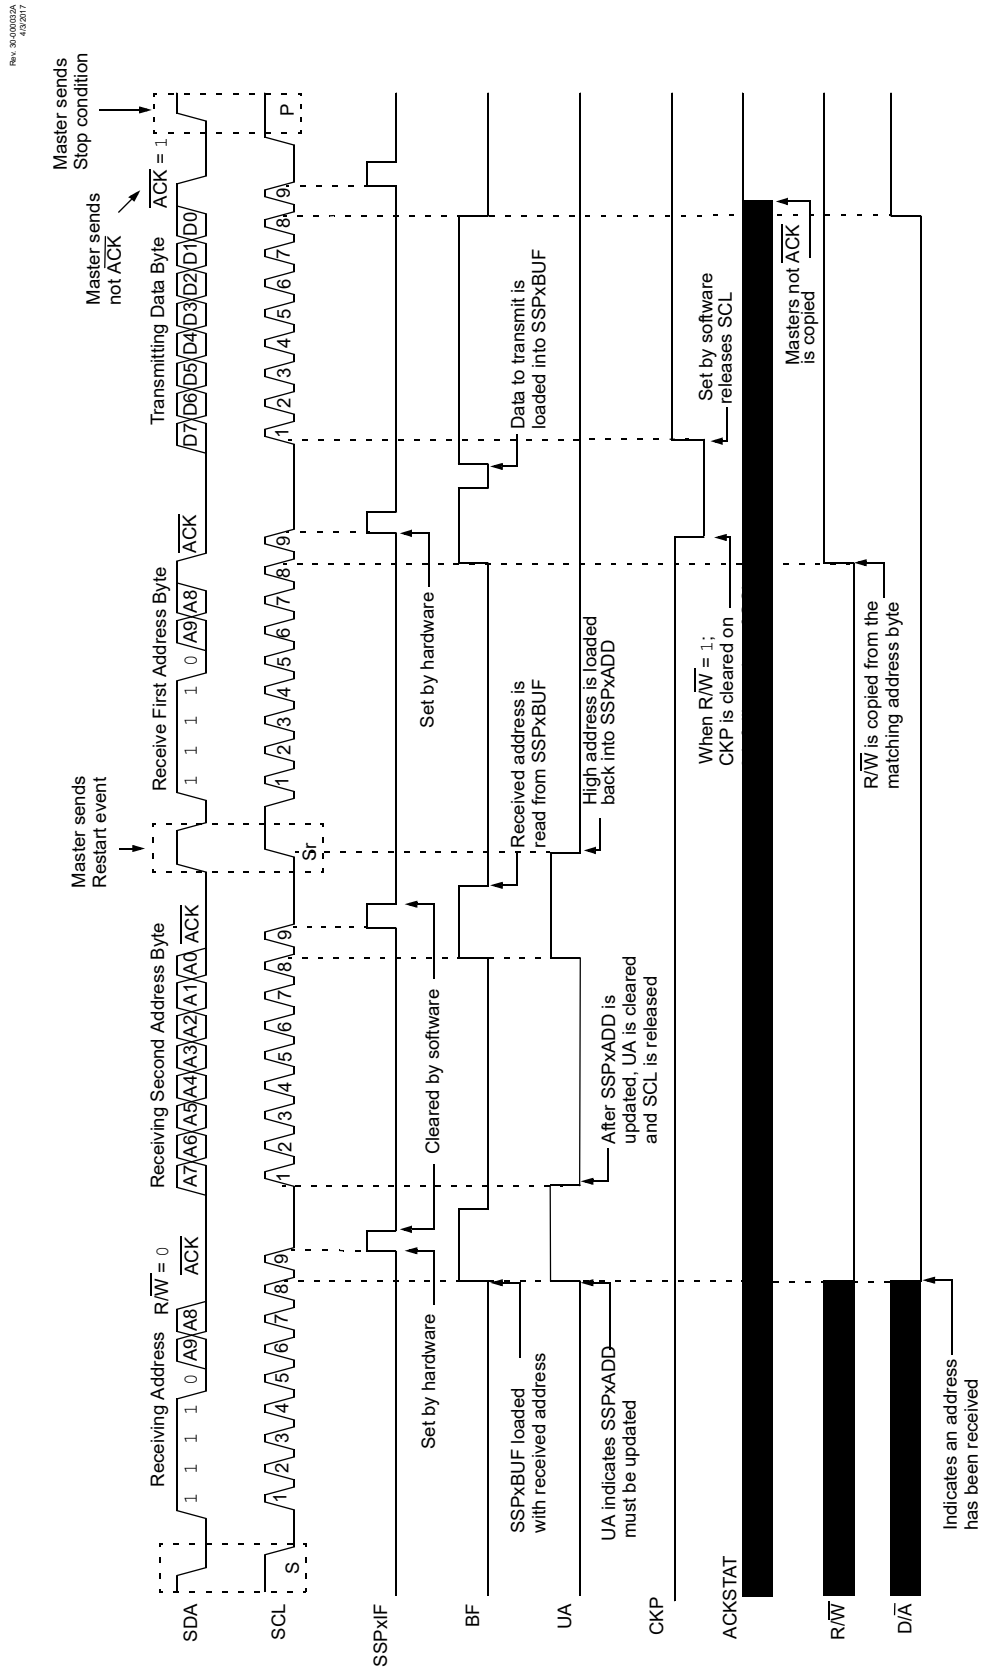 Rev. 30-000032A
4/3/2017
Master sends
Stop condition
Master sends
not ACK
Master sends
Restart event
Receiving Address R/W = 0
Receiving Second Address Byte
Receive First Address Byte
Transmitting Data Byte
ACK = 1
SDA
1 1 1 1 0 A9 A8 ACK
A7 A6 A5 A4 A3 A2 A1 A0 ACK
1 1 1 1 0 A9 A8 ACK
D7 D6 D5 D4 D3 D2 D1 D0
SCL
S
1 2 3 4 5 6 7 8 9
1 2 3 4 5 6 7 8 9
Sr
1 2 3 4 5 6 7 8 9
1 2 3 4 5 6 7 8 9
P
SSPxIF
Set by hardware
Cleared by software
Set by hardware
BF
SSPxBUF loaded
with received address
Received address is
read from SSPxBUF
Data to transmit is
loaded into SSPxBUF
UA
UA indicates SSPxADD
must be updated
After SSPxADD is
updated, UA is cleared
and SCL is released
High address is loaded
back into SSPxADD
CKP
When R/W = 1;
CKP is cleared on
Set by software
releases SCL
ACKSTAT
Masters not ACK
is copied
R/W
R/W is copied from the
matching address byte
D/A
Indicates an address
has been received